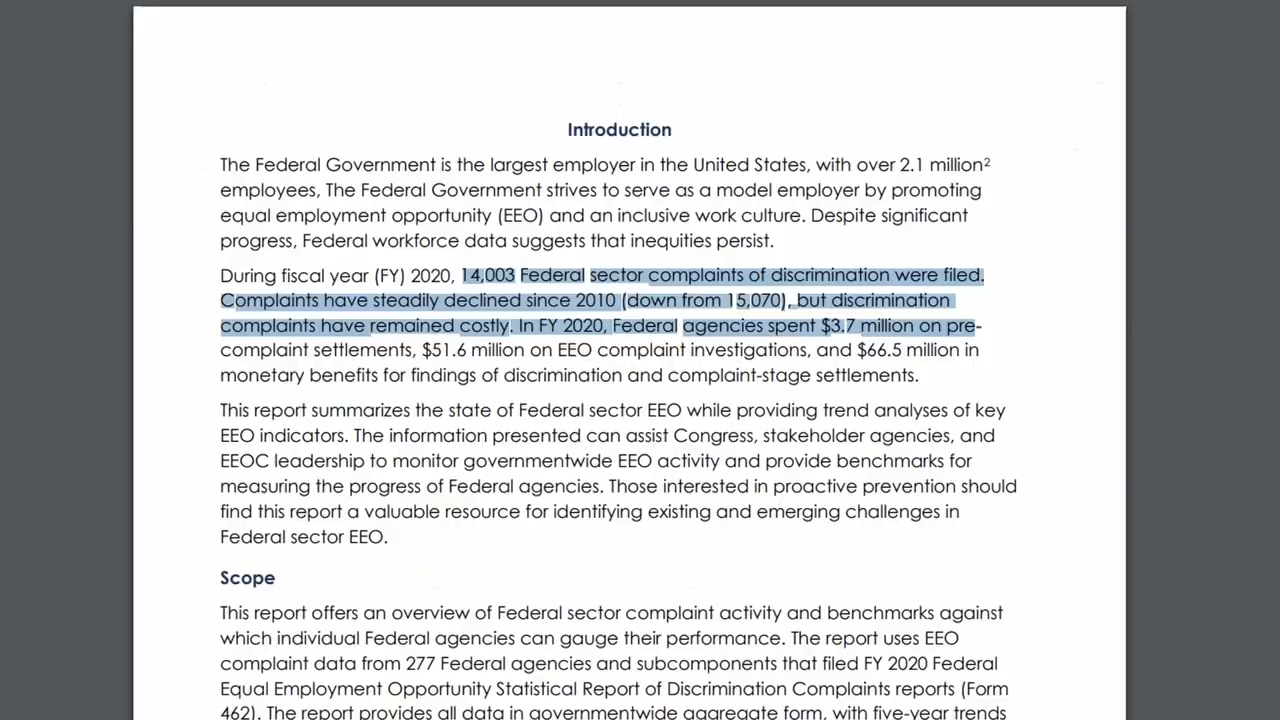 Introduction
The Federal Government is the largest employer in the United States, with over 2.1 million²
employees, The Federal Government strives to serve as a model employer by promoting
equal employment opportunity (EEO) and an inclusive work culture. Despite significant
progress, Federal workforce data suggests that inequities persist.
During fiscal year (FY) 2020, 14,003 Federal sector complaints of discrimination were filed.
Complaints have steadily declined since 2010 (down from 15,070), but discrimination
complaints have remained costly. In FY 2020, Federal agencies spent $3.7 million on pre-
complaint settlements, $51.6 million on EEO complaint investigations, and $66.5 million in
monetary benefits for findings of discrimination and complaint-stage settlements.
This report summarizes the state of Federal sector EEO while providing trend analyses of key
EEO indicators. The information presented can assist Congress, stakeholder agencies, and
EEOC leadership to monitor governmentwide EEO activity and provide benchmarks for
measuring the progress of Federal agencies. Those interested in proactive prevention should
find this report a valuable resource for identifying existing and emerging challenges in
Federal sector EEO.
Scope
This report offers an overview of Federal sector complaint activity and benchmarks against
which individual Federal agencies can gauge their performance. The report uses EEO
complaint data from 277 Federal agencies and subcomponents that filed FY 2020 Federal
Equal Employment Opportunity Statistical Report of Discrimination Complaints reports (Form
462). The report provides all data in governmentwide aggregate form, with five-year trends